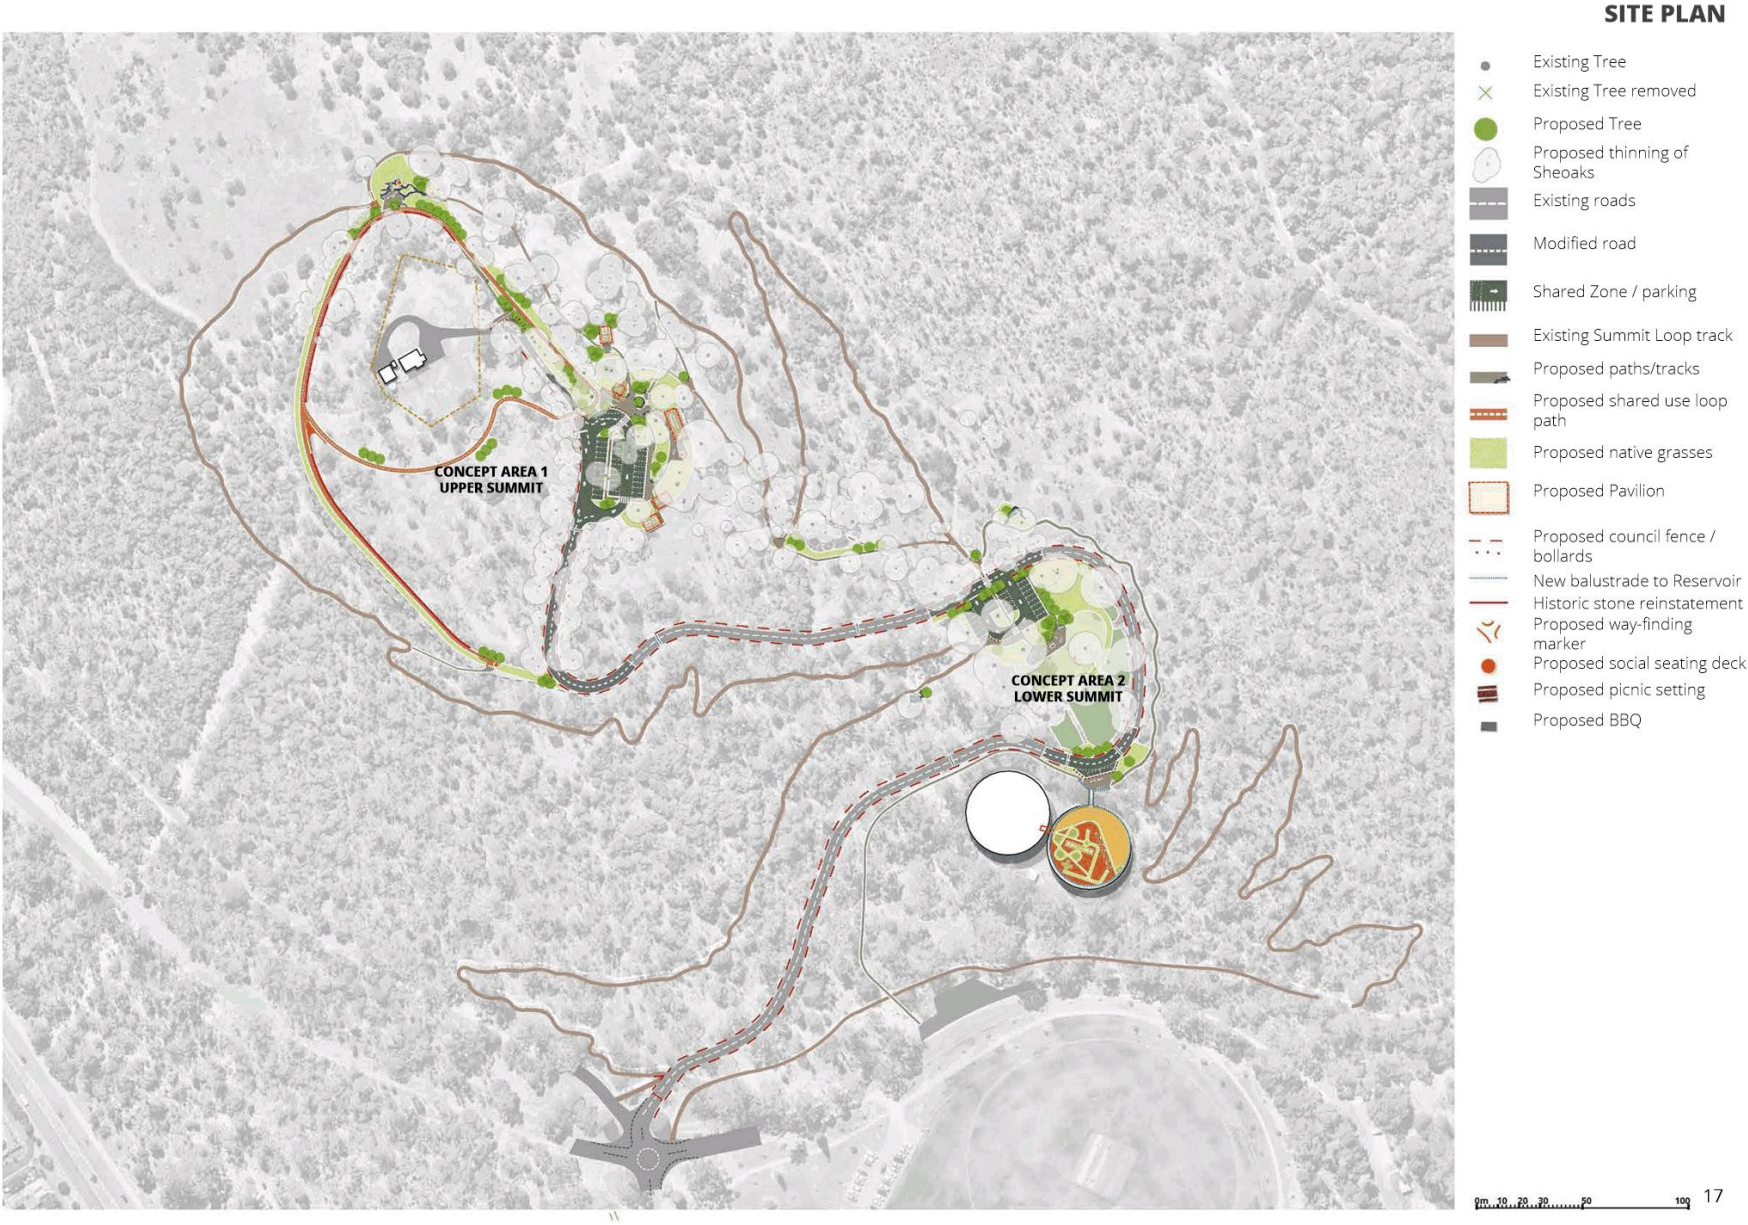 SITE PLAN
Existing Tree
Existing Tree removed
Proposed Tree
Proposed thinning of
Sheoaks
Existing roads
Modified road
Shared Zone / parking
Existing Summit Loop track
Proposed paths/tracks
Proposed shared use loop
path
Proposed native grasses
Proposed Pavilion
Proposed council fence /
bollards
New balustrade to Reservoir
Historic stone reinstatement
Proposed way-finding
marker
Proposed social seating deck
Proposed picnic setting
Proposed BBQ
CONCEPT AREA 1
UPPER SUMMIT
CONCEPT AREA 2
LOWER SUMMIT
0m 10 20 30 50 100
17